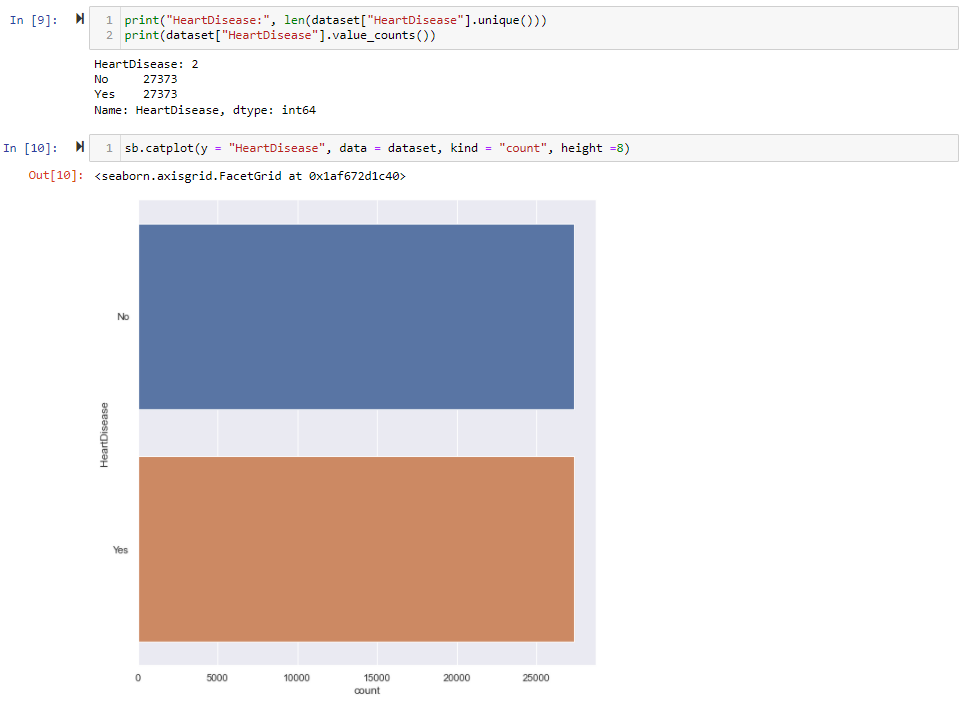 In [9]:
1 print("HeartDisease:", len(dataset["HeartDisease"].unique()))
2 print(dataset["HeartDisease"].value_counts())
HeartDisease: 2
No     27373
Yes    27373
Name: HeartDisease, dtype: int64
In [10]:
1 sb.catplot(y = "HeartDisease", data = dataset, kind = "count", height =8)
Out[10]: <seaborn.axisgrid.FacetGrid at 0x1af672d1c40>
No
HeartDisease
Yes
0 5000 10000 15000 20000 25000
count